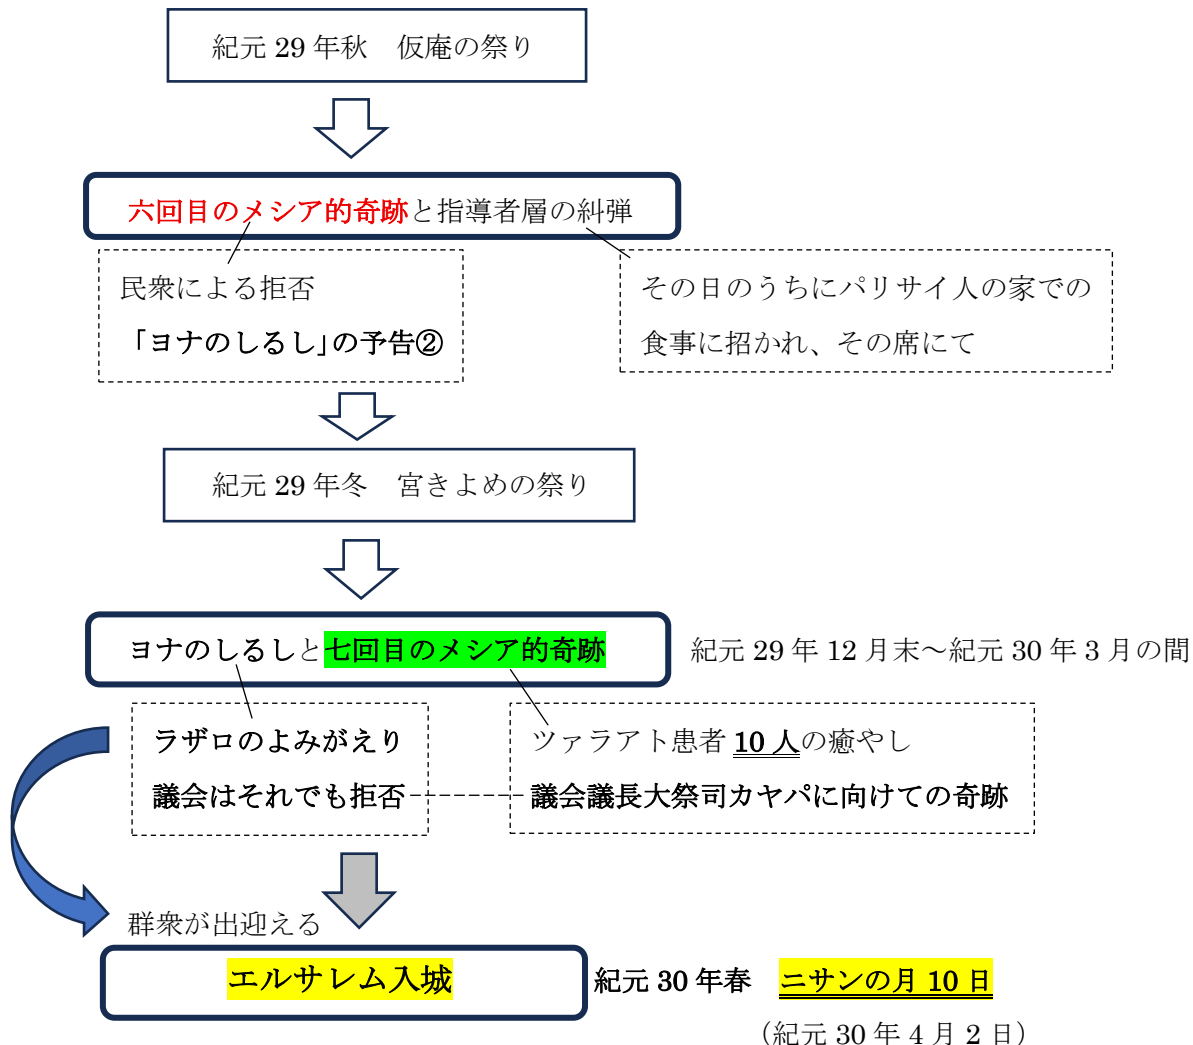 紀元 29 年秋　仮庵の祭り
六回目のメシア的奇跡と指導者層の糾弾
民衆による拒否
「ヨナのしるし」の予告②
その日のうちにパリサイ人の家での
食事に招かれ、その席にて
紀元 29 年冬　宮きよめの祭り
ヨナのしるしと七回目のメシア的奇跡
紀元 29 年 12 月末～紀元 30 年 3 月の間
ラザロのよみがえり
議会はそれでも拒否
ツァラアト患者 10 人の癒やし
議会議長大祭司カヤパに向けての奇跡
群衆が出迎える
エルサレム入城
紀元 30 年春　ニサンの月 10 日
（紀元 30 年 4 月 2 日）